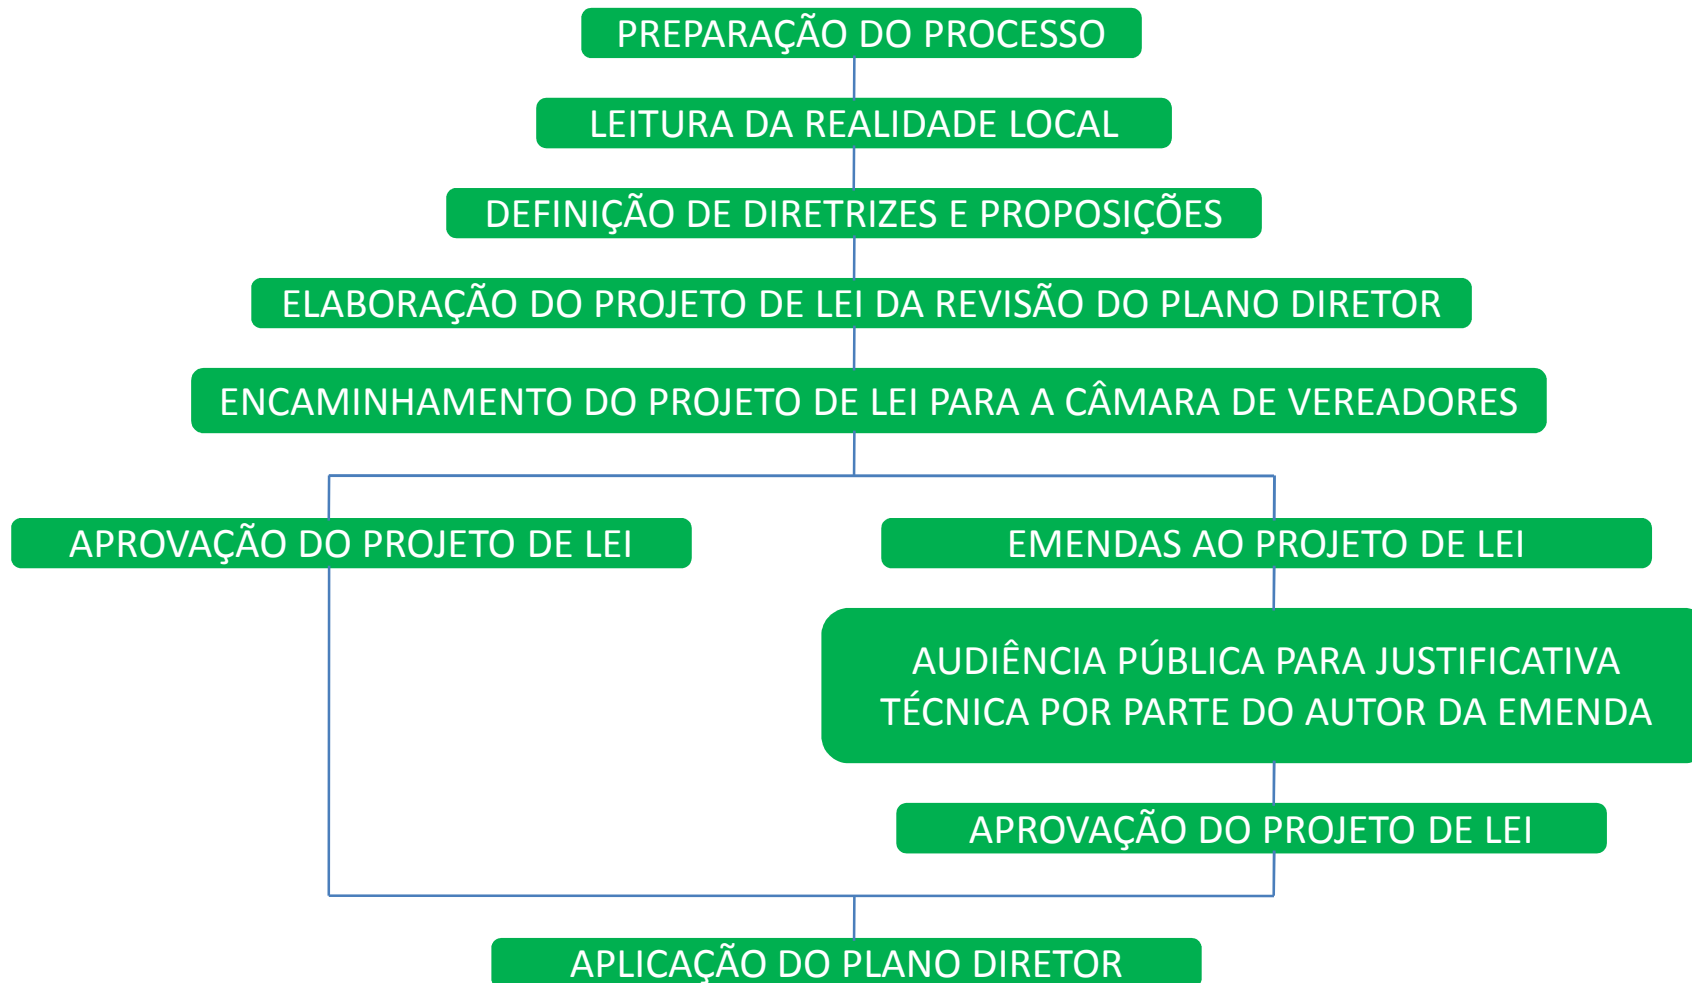 PREPARAÇÃO DO PROCESSO
LEITURA DA REALIDADE LOCAL
DEFINIÇÃO DE DIRETRIZES E PROPOSIÇÕES
ELABORAÇÃO DO PROJETO DE LEI DA REVISÃO DO PLANO DIRETOR
ENCAMINHAMENTO DO PROJETO DE LEI PARA A CÂMARA DE VEREADORES
APROVAÇÃO DO PROJETO DE LEI
EMENDAS AO PROJETO DE LEI
AUDIÊNCIA PÚBLICA PARA JUSTIFICATIVA
TÉCNICA POR PARTE DO AUTOR DA EMENDA
APROVAÇÃO DO PROJETO DE LEI
APLICAÇÃO DO PLANO DIRETOR